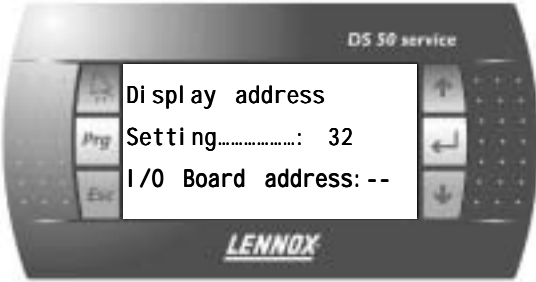 DS 50 service
Display address
Prg
Setting………………: 32
I/O Board address:--
Esc
LENNOX